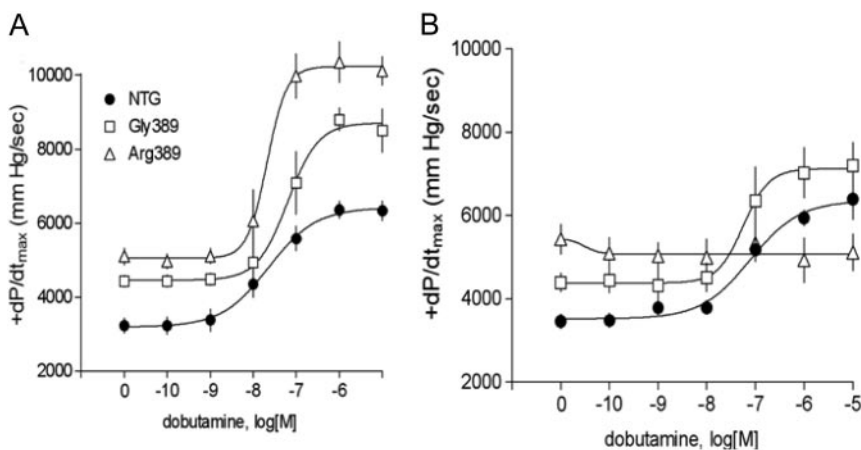 A
B
+dP/dtmax (mm Hg/sec)
10000
8000
6000
4000
2000
NTG
Gly389
Arg389
0 -10 -9 -8 -7 -6
dobutamine, log[M]
+dP/dtmax (mm Hg/sec)
10000
8000
6000
4000
2000
0 -10 -9 -8 -7 -6 -5
dobutamine, log[M]